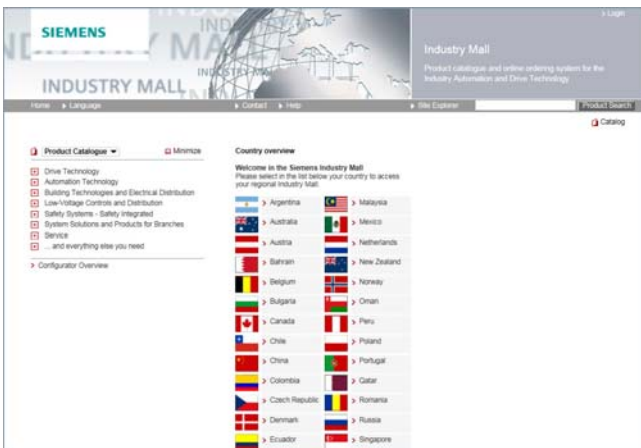 > Login
SIEMENS
INDUSTRY MALL
Industry Mall
Product catalogue and online ordering system for the
Industry Automation and Drive Technology
Home > Language > Contact > Help > Site Explorer Product Search
Catalog
Product Catalogue Minimize
Drive Technology
Automation Technology
Building Technologies and Electrical Distribution
Low-Voltage Controls and Distribution
Safety Systems - Safety Integrated
System Solutions and Products for Branches
Service
... and everything else you need
> Configurator Overview
Country overview
Welcome in the Siemens Industry Mall
Please select in the list below your country to access
your regional Industry Mall:
> Argentina > Malaysia
> Australia > Mexico
> Austria > Netherlands
> Bahrain > New Zealand
> Belgium > Norway
> Bulgaria > Oman
> Canada > Peru
> Chile > Poland
> China > Portugal
> Colombia > Qatar
> Czech Republic > Romania
> Denmark > Russia
> Ecuador > Singapore